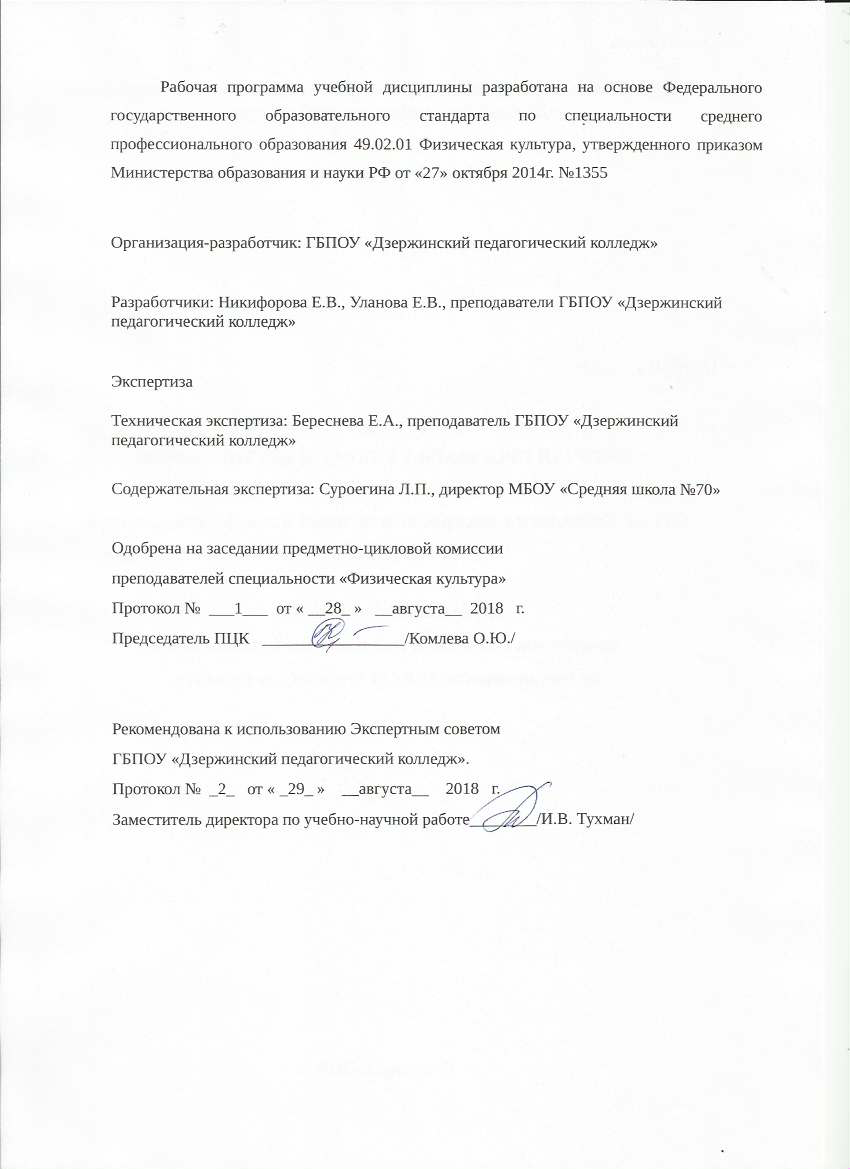 Рабочая программа учебной дисциплины разработана на основе Федерального
государственного образовательного стандарта по специальности среднего
профессионального образования 49.02.01 Физическая культура, утвержденного приказом
Министерства образования и науки РФ от «27» октября 2014г. №1355
Организация-разработчик: ГБПОУ «Дзержинский педагогический колледж»
Разработчики: Никифорова Е.В., Уланова Е.В., преподаватели ГБПОУ «Дзержинский
педагогический колледж»
Экспертиза
Техническая экспертиза: Береснева Е.А., преподаватель ГБПОУ «Дзержинский
педагогический колледж»
Содержательная экспертиза: Суроегина Л.П., директор МБОУ «Средняя школа №70»
Одобрена на заседании предметно-цикловой комиссии
преподавателей специальности «Физическая культура»
Протокол № ___1___ от « __28_ » __августа__ 2018 г.
Председатель ПЦК _________________/Комлева О.Ю./
Рекомендована к использованию Экспертным советом
ГБПОУ «Дзержинский педагогический колледж».
Протокол № _2_ от « _29_ » __августа__ 2018 г.
Заместитель директора по учебно-научной работе________/И.В. Тухман/